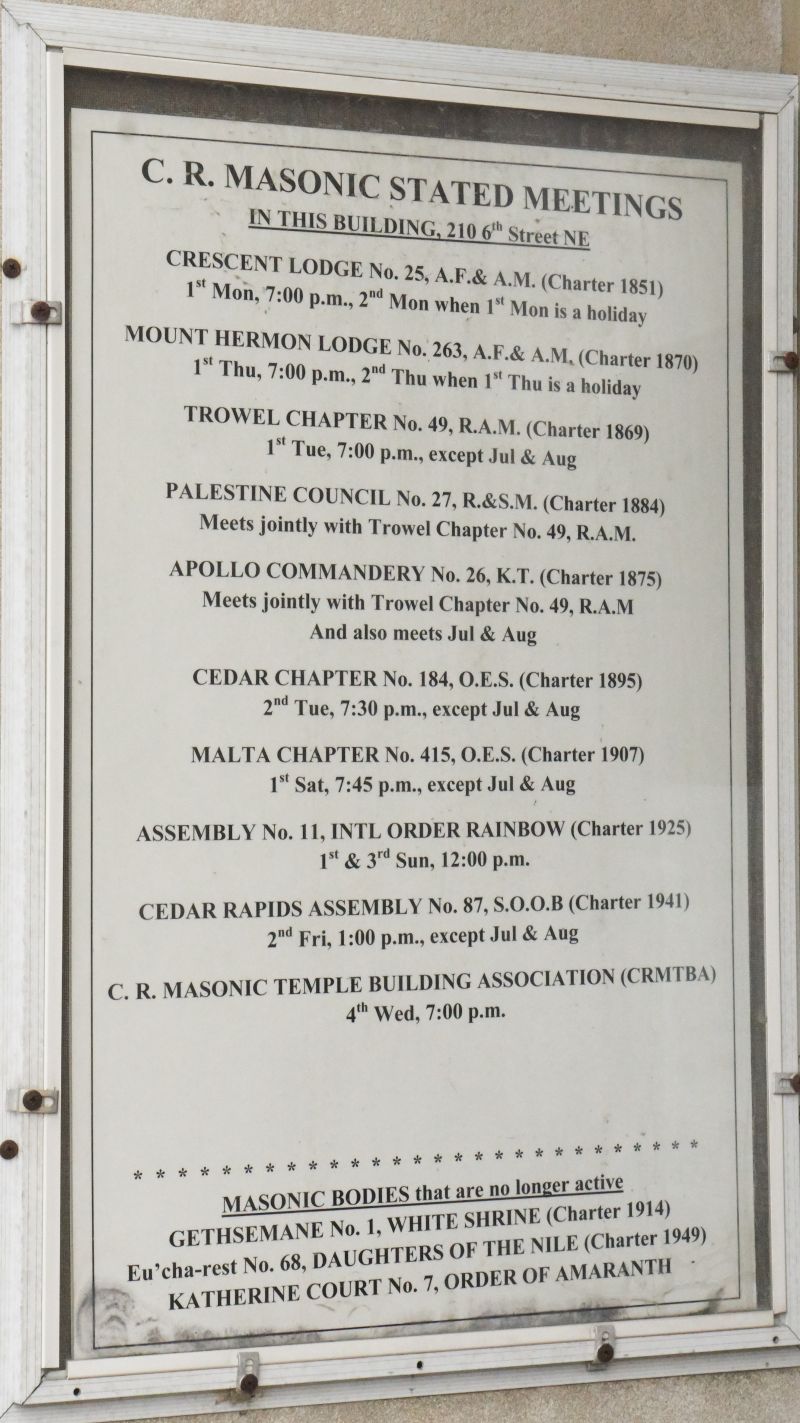 C. R. MASONIC STATED MEETINGS
IN THIS BUILDING, 210 6th Street NE
CRESCENT LODGE No. 25, A.F.& A.M. (Charter 1851)
1st Mon, 7:00 p.m., 2nd Mon when 1st Mon is a holiday
MOUNT HERMON LODGE No. 263, A.F.& A.M. (Charter 1870)
1st Thu, 7:00 p.m., 2nd Thu when 1st Thu is a holiday
TROWEL CHAPTER No. 49, R.A.M. (Charter 1869)
1st Tue, 7:00 p.m., except Jul & Aug
PALESTINE COUNCIL No. 27, R.&S.M. (Charter 1884)
Meets jointly with Trowel Chapter No. 49, R.A.M.
APOLLO COMMANDERY No. 26, K.T. (Charter 1875)
Meets jointly with Trowel Chapter No. 49, R.A.M
And also meets Jul & Aug
CEDAR CHAPTER No. 184, O.E.S. (Charter 1895)
2nd Tue, 7:30 p.m., except Jul & Aug
MALTA CHAPTER No. 415, O.E.S. (Charter 1907)
1st Sat, 7:45 p.m., except Jul & Aug
ASSEMBLY No. 11, INTL ORDER RAINBOW (Charter 1925)
1st & 3rd Sun, 12:00 p.m.
CEDAR RAPIDS ASSEMBLY No. 87, S.O.O.B (Charter 1941)
2nd Fri, 1:00 p.m., except Jul & Aug
C. R. MASONIC TEMPLE BUILDING ASSOCIATION (CRMTBA)
4th Wed, 7:00 p.m.
* * * * * * * * * * * * * * * * * * * * * * * * * *
MASONIC BODIES that are no longer active
GETHSEMANE No. 1, WHITE SHRINE (Charter 1914)
Eu'cha-rest No. 68, DAUGHTERS OF THE NILE (Charter 1949)
KATHERINE COURT No. 7, ORDER OF AMARANTH